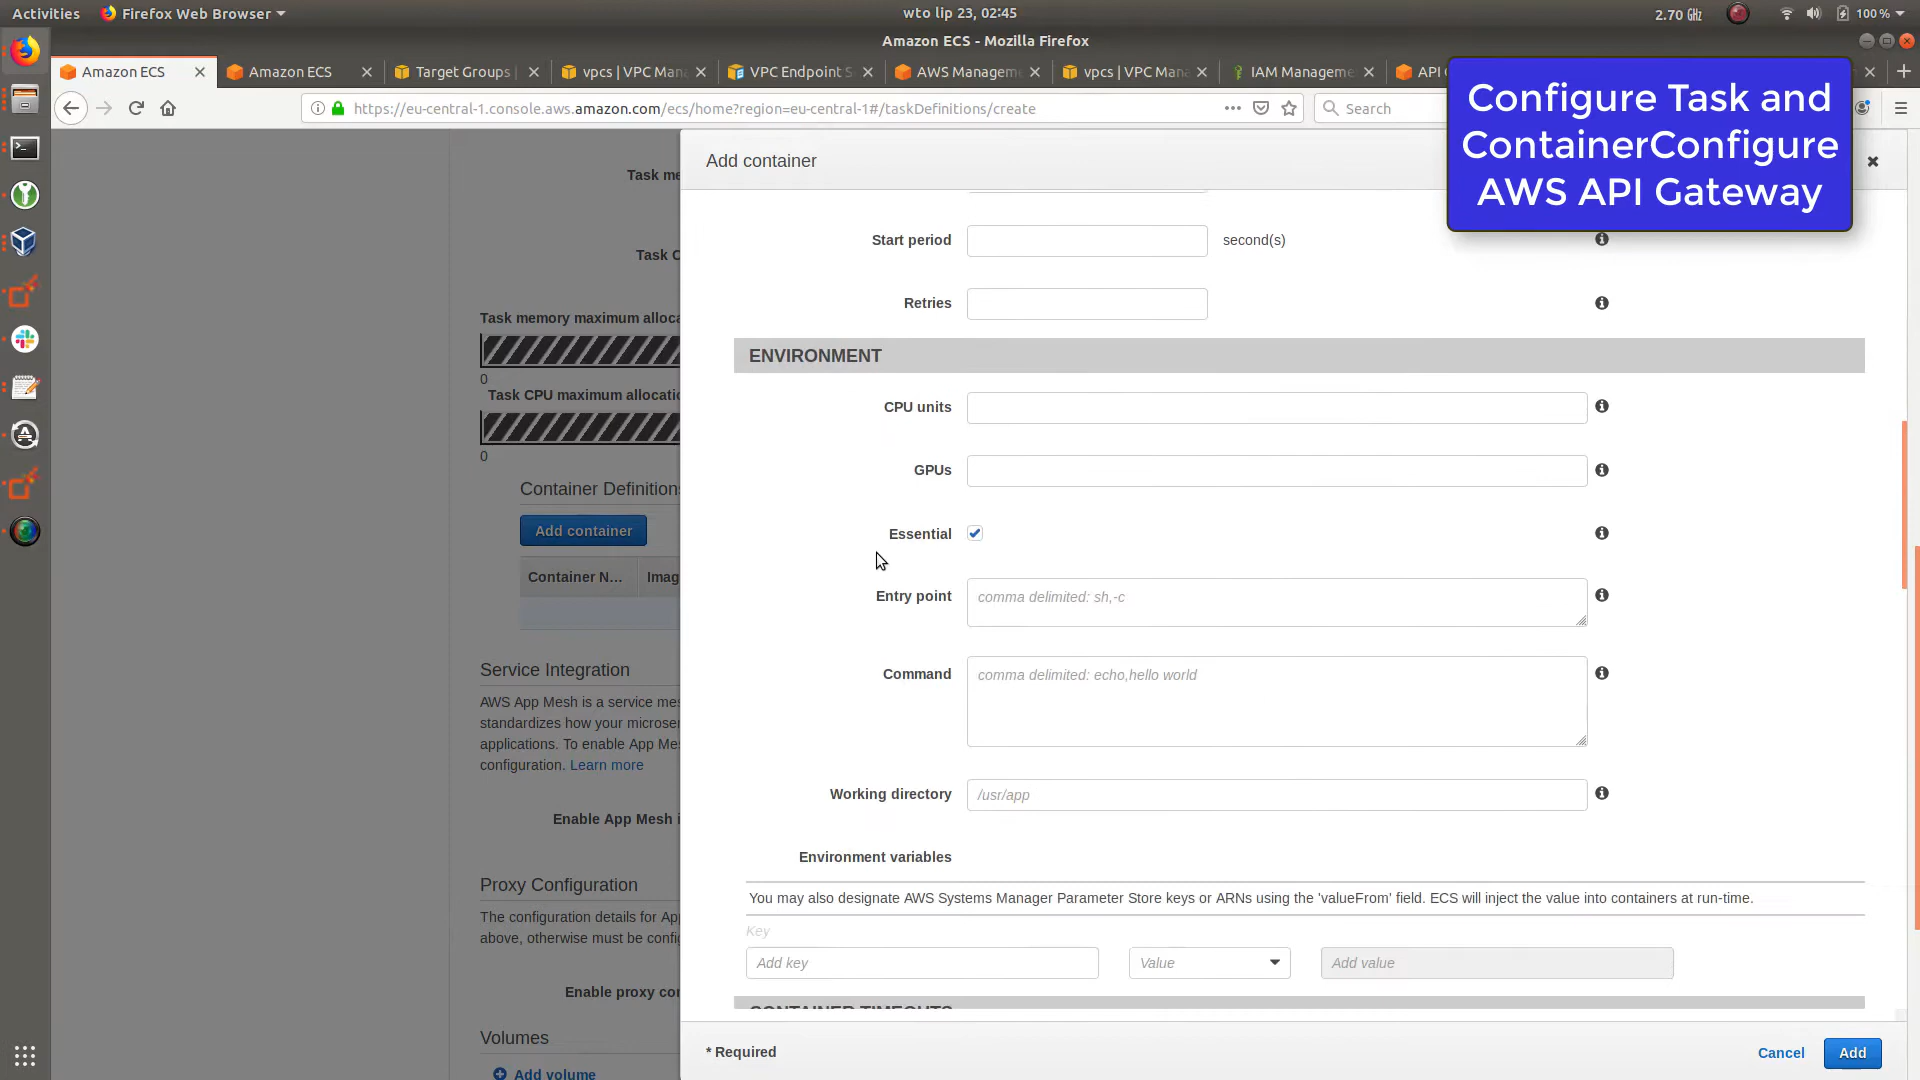 Activities
Firefox Web Browser
wto lip 23, 02:45
2.70 GHz
100 %
Amazon ECS - Mozilla Firefox
Amazon ECS
Amazon ECS
Target Groups |
vpcs | VPC Man
VPC Endpoint S
AWS Managem
vpcs | VPC Man
IAM Managem
API
https://eu-central-1.console.aws.amazon.com/ecs/home?region=eu-central-1#/taskDefinitions/create
Search
Configure Task and
ContainerConfigure
AWS API Gateway
Task me
Task C
Task memory maximum alloca
0
Task CPU maximum allocatio
0
Container Definitions
Add container
Container N...
Imag
Service Integration
AWS App Mesh is a service mes
standardizes how your microser
applications. To enable App Mes
configuration. Learn more
Enable App Mesh i
Proxy Configuration
The configuration details for Ap
above, otherwise must be config
Enable proxy con
Volumes
Add volume
Add container
Start period
second(s)
Retries
ENVIRONMENT
CPU units
GPUs
Essential
Entry point
comma delimited: sh,-c
Command
comma delimited: echo,hello world
Working directory
/usr/app
Environment variables
You may also designate AWS Systems Manager Parameter Store keys or ARNs using the 'valueFrom' field. ECS will inject the value into containers at run-time.
Key
Add key
Value
Add value
CONTAINER TIMEOUTS
* Required
Cancel
Add